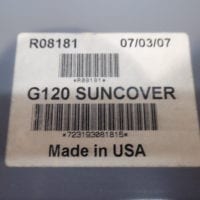 R08181 07/03/07
*R08181*
G120 SUNCOVER
*723193081815*
Made in USA